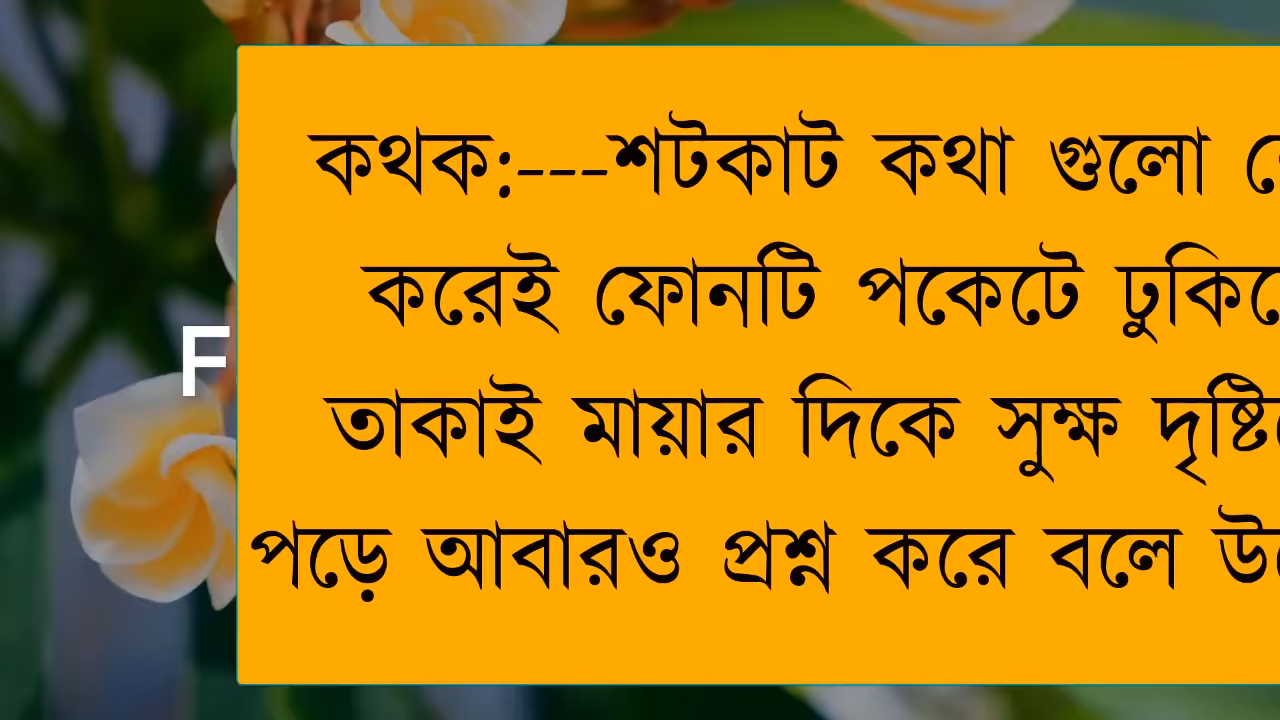 কথক:---শটকাট কথা গুলো
করেই ফোনটি পকেটে
F
তাকাই মায়ার দিকে সুক্ষ
পড়ে আবারও প্রশ্ন করে বলে